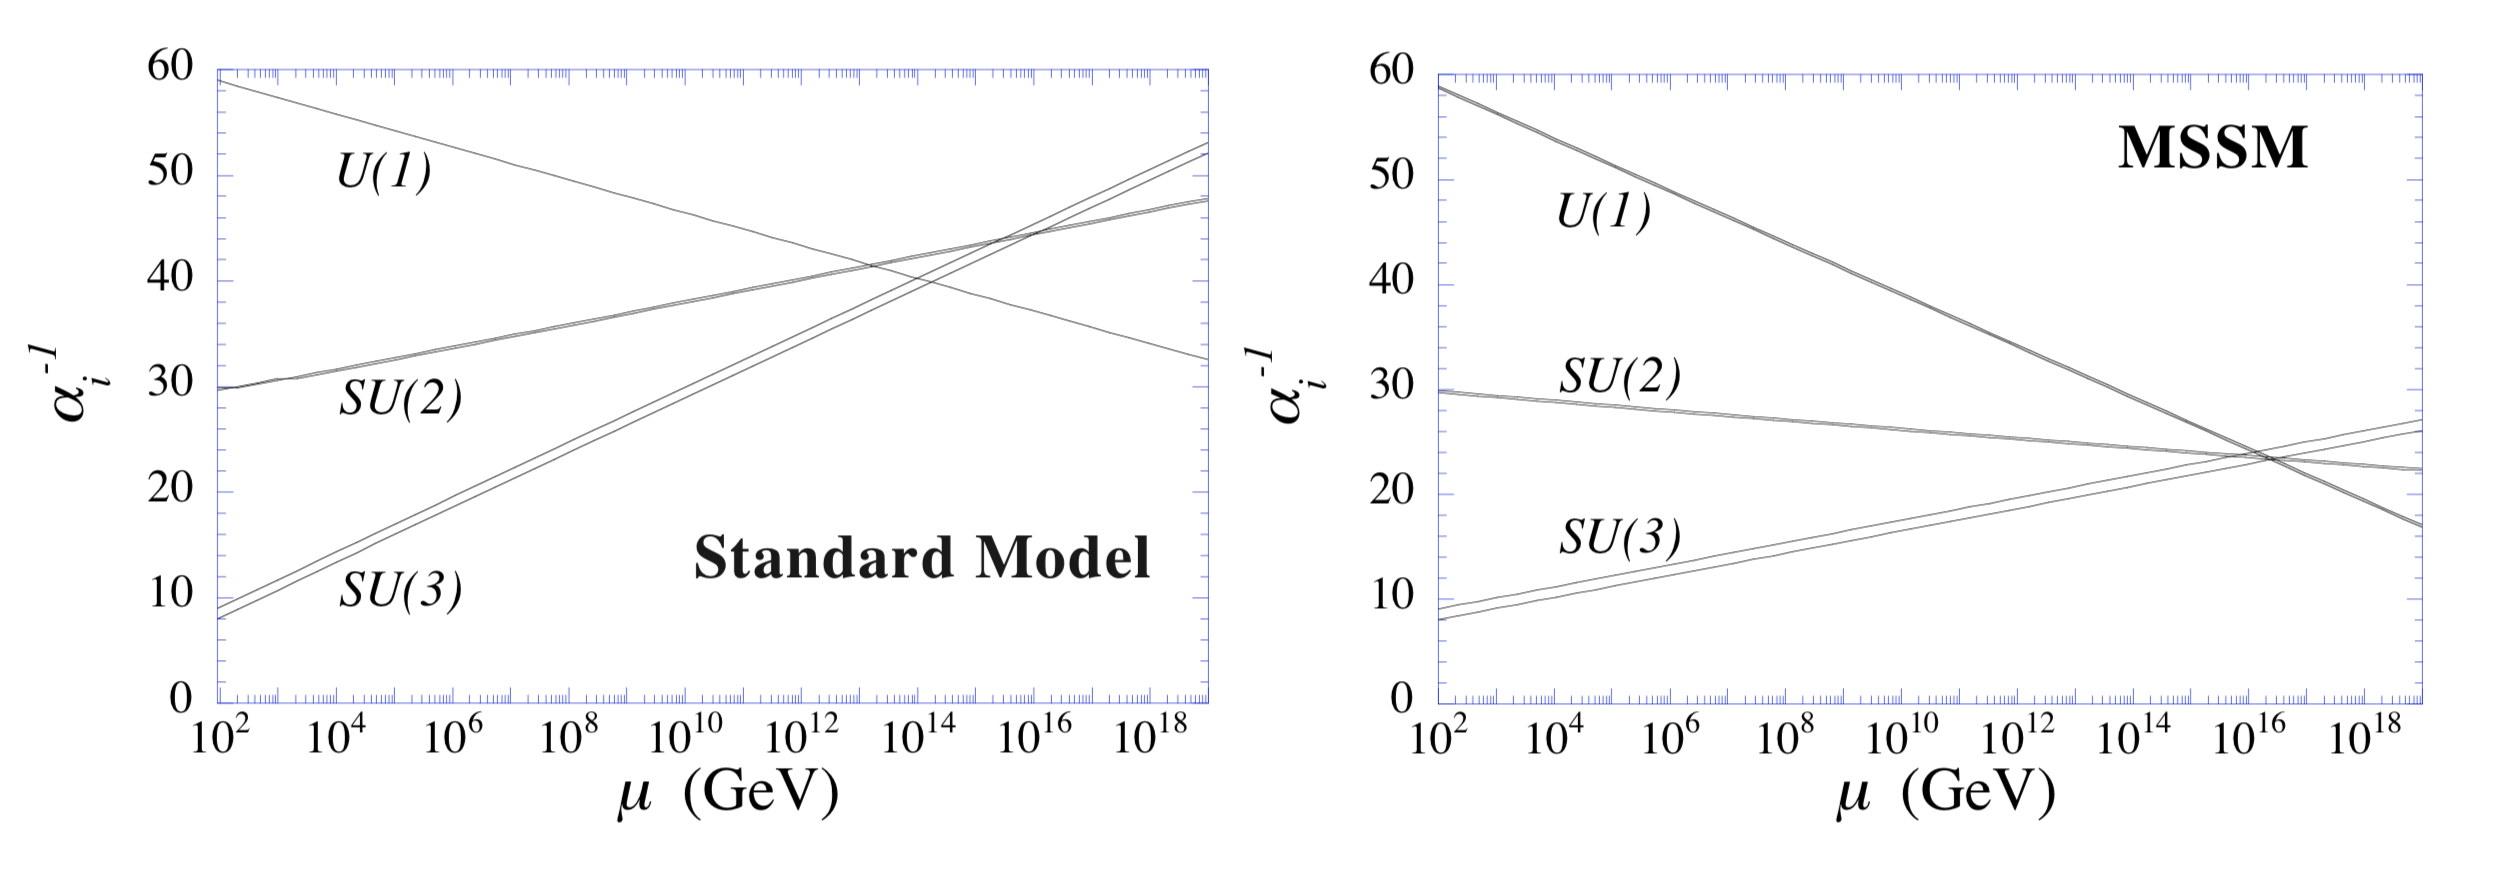 60
50
40
30
20
10
0
α_i^-1
U(1)
SU(2)
SU(3)
Standard Model
10^2 10^4 10^6 10^8 10^10 10^12 10^14 10^16 10^18
μ (GeV)
60
50
40
30
20
10
0
α_i^-1
MSSM
U(1)
SU(2)
SU(3)
10^2 10^4 10^6 10^8 10^10 10^12 10^14 10^16 10^18
μ (GeV)